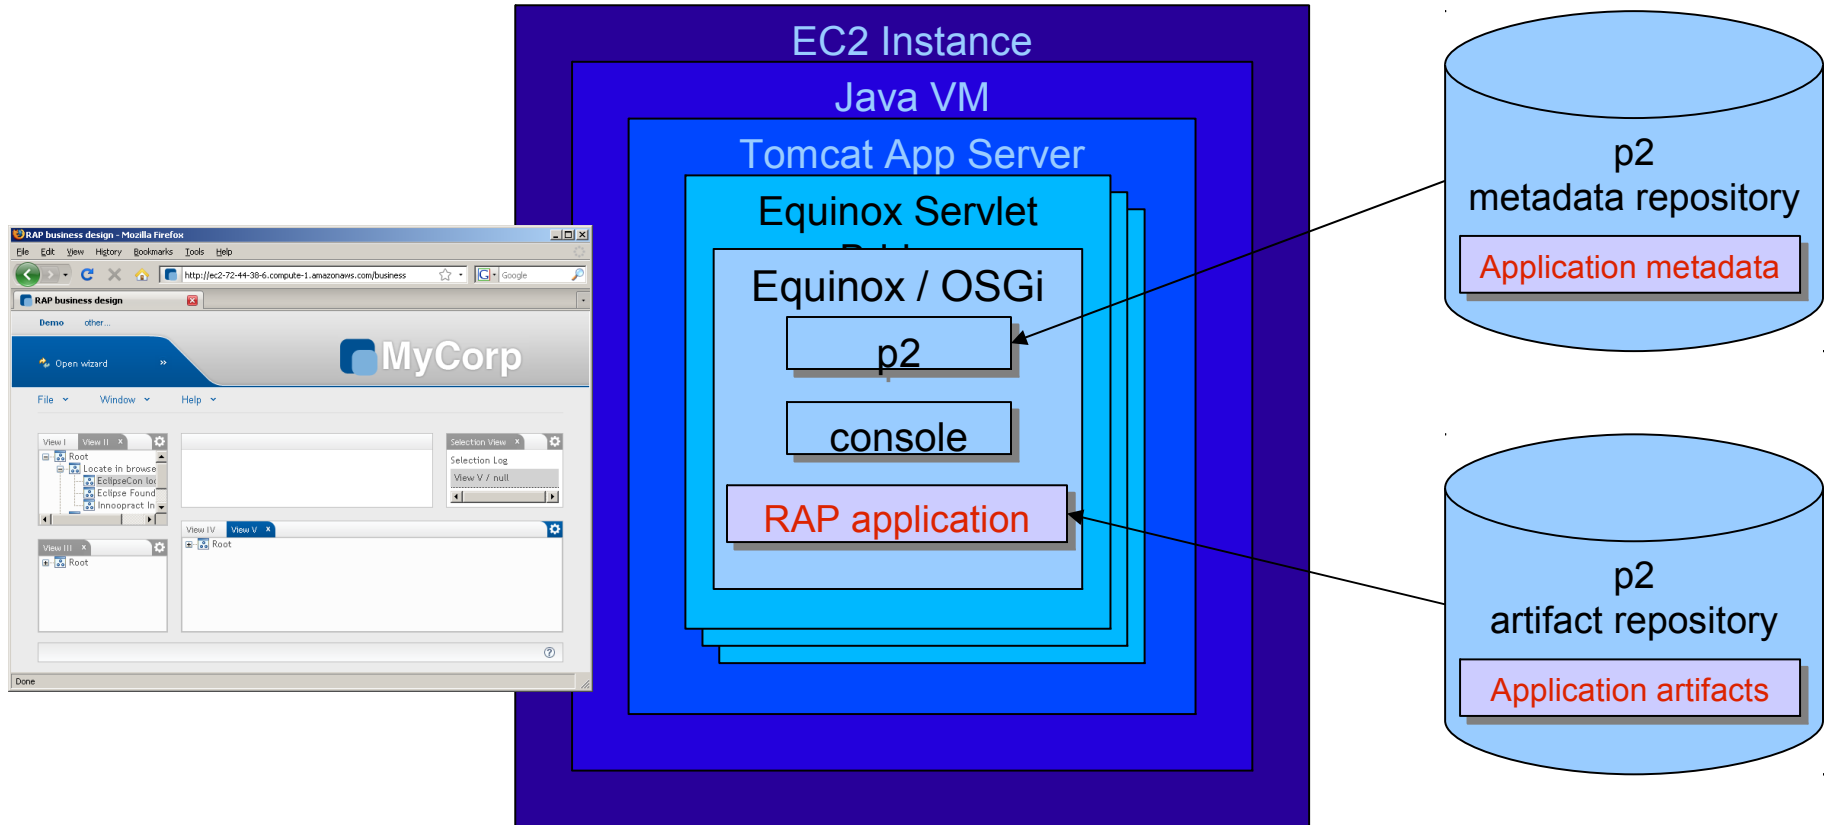 EC2 Instance
Java VM
Tomcat App Server
Equinox Servlet
Equinox / OSGi
p2
console
RAP application
p2
metadata repository
Application metadata
p2
artifact repository
Application artifacts
RAP business design - Mozilla Firefox
File Edit View History Bookmarks Tools Help
http://ec2-72-44-38-6.compute-1.amazonaws.com/business
G Google
RAP business design
Demo other...
Open wizard »
MyCorp
File Window Help
View I View II x
Root
Locate in browse
EclipseCon loc
Eclipse Found
Innoopract In
Selection View x
Selection Log
View V / null
View III x
Root
View IV View V x
Root
?
Done